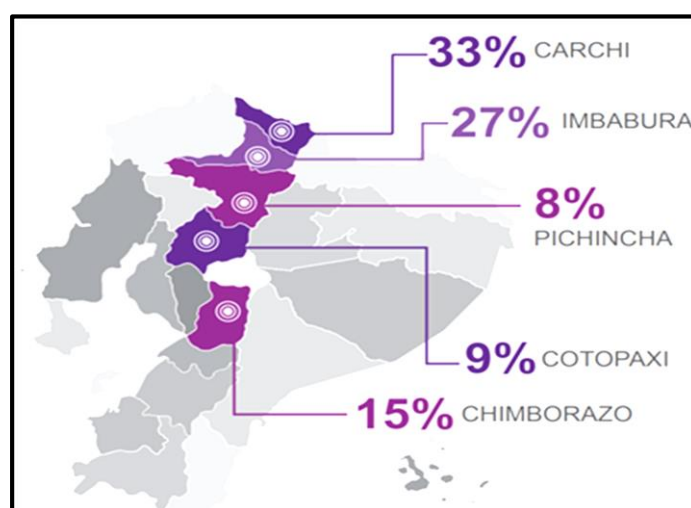 33% CARCHI
27% IMBABURA
8%
PICHINCHA
9% COTOPAXI
15% CHIMBORAZO